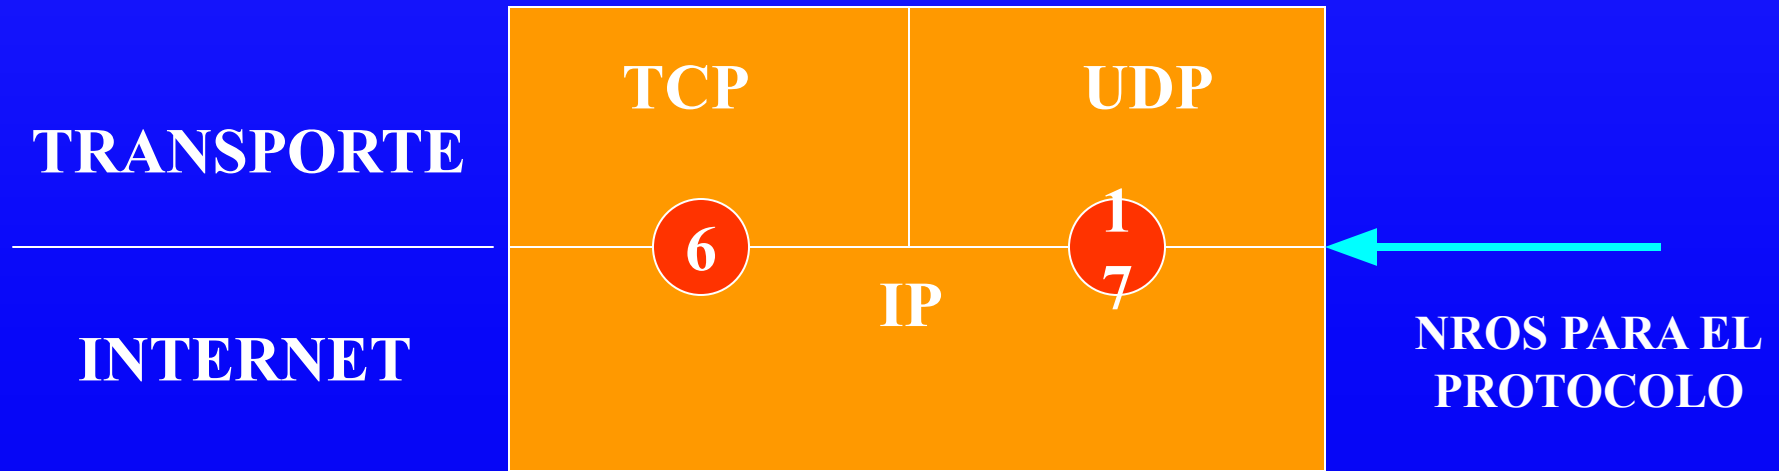 TCP
UDP
TRANSPORTE
6
1
7
IP
INTERNET
NROS PARA EL
PROTOCOLO